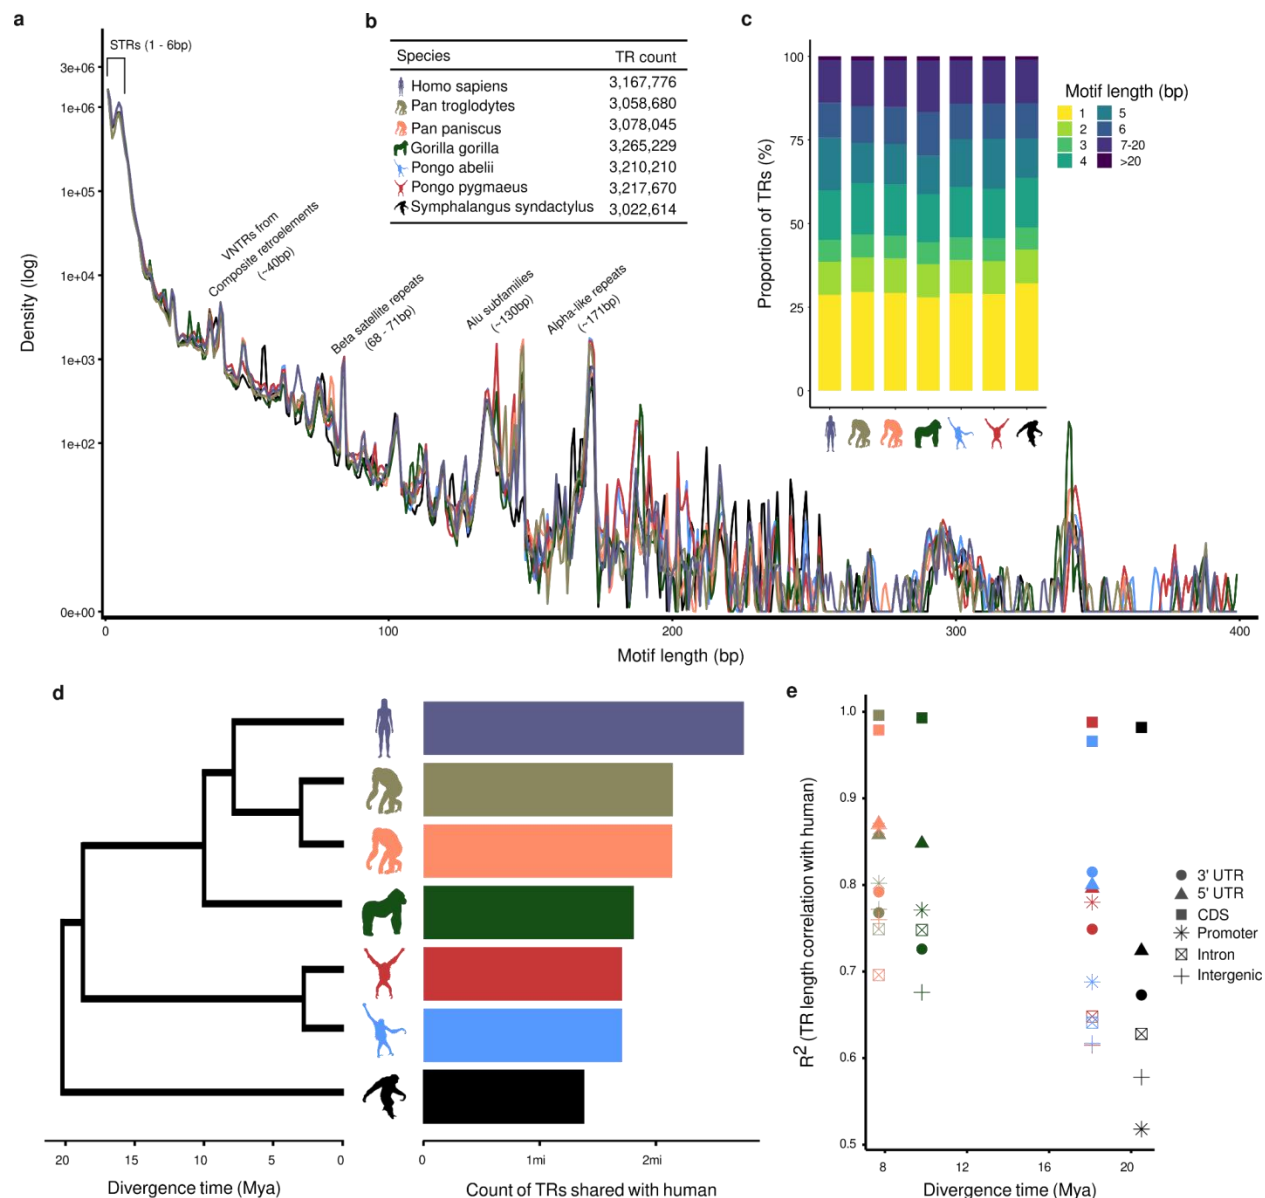 a
STRs (1 - 6bp)
3e+06
1e+06
1e+05
1e+04
1e+03
1e+02
0e+00
Density (log)
VNTRs from
Composite retroelements
(~40bp)
Beta satellite repeats
(68 - 71bp)
Alu subfamilies
(~130bp)
Alpha-like repeats
(~171bp)
0
100
200
300
400
Motif length (bp)
b
Species TR count
Homo sapiens 3,167,776
Pan troglodytes 3,058,680
Pan paniscus 3,078,045
Gorilla gorilla 3,265,229
Pongo abelii 3,210,210
Pongo pygmaeus 3,217,670
Symphalangus syndactylus 3,022,614
c
100
75
50
25
0
Proportion of TRs (%)
Motif length (bp)
1 5
2 6
3 7-20
4 >20
d
20
15
10
5
0
Divergence time (Mya)
0
1mi
2mi
Count of TRs shared with human
e
1.0
0.9
0.8
0.7
0.6
0.5
R2 (TR length correlation with human)
3' UTR
5' UTR
CDS
Promoter
Intron
Intergenic
8
12
16
20
Divergence time (Mya)